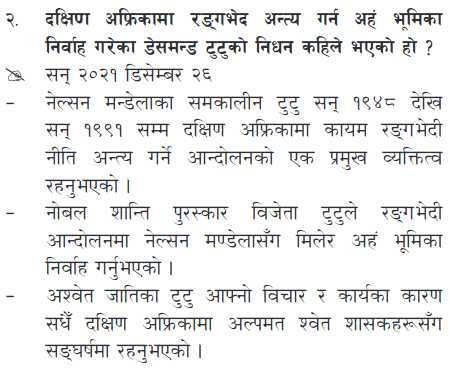 २. दक्षिण अफ्रिकामा रङ्गभेद अन्त्य गर्न अहं भूमिका
निर्वाह गरेका डेसमन्ड टुटुको निधन कहिले भएको हो ?
सन् २०२१ डिसेम्बर २६
– नेल्सन मन्डेलाका समकालीन टुटु सन् १९४८ देखि
सन् १९९१ सम्म दक्षिण अफ्रिकामा कायम रङ्गभेदी
नीति अन्त्य गर्ने आन्दोलनको एक प्रमुख व्यक्तित्व
रहनुभएको ।
– नोबल शान्ति पुरस्कार विजेता टुटुले रङ्गभेदी
आन्दोलनमा नेल्सन मण्डेलासँग मिलेर अहं भूमिका
निर्वाह गर्नुभएको ।
– अश्वेत जातिका टुटु आफ्नो विचार र कार्यका कारण
सधैँ दक्षिण अफ्रिकामा अल्पमत श्वेत शासकहरूसँग
सङ्घर्षमा रहनुभएको ।